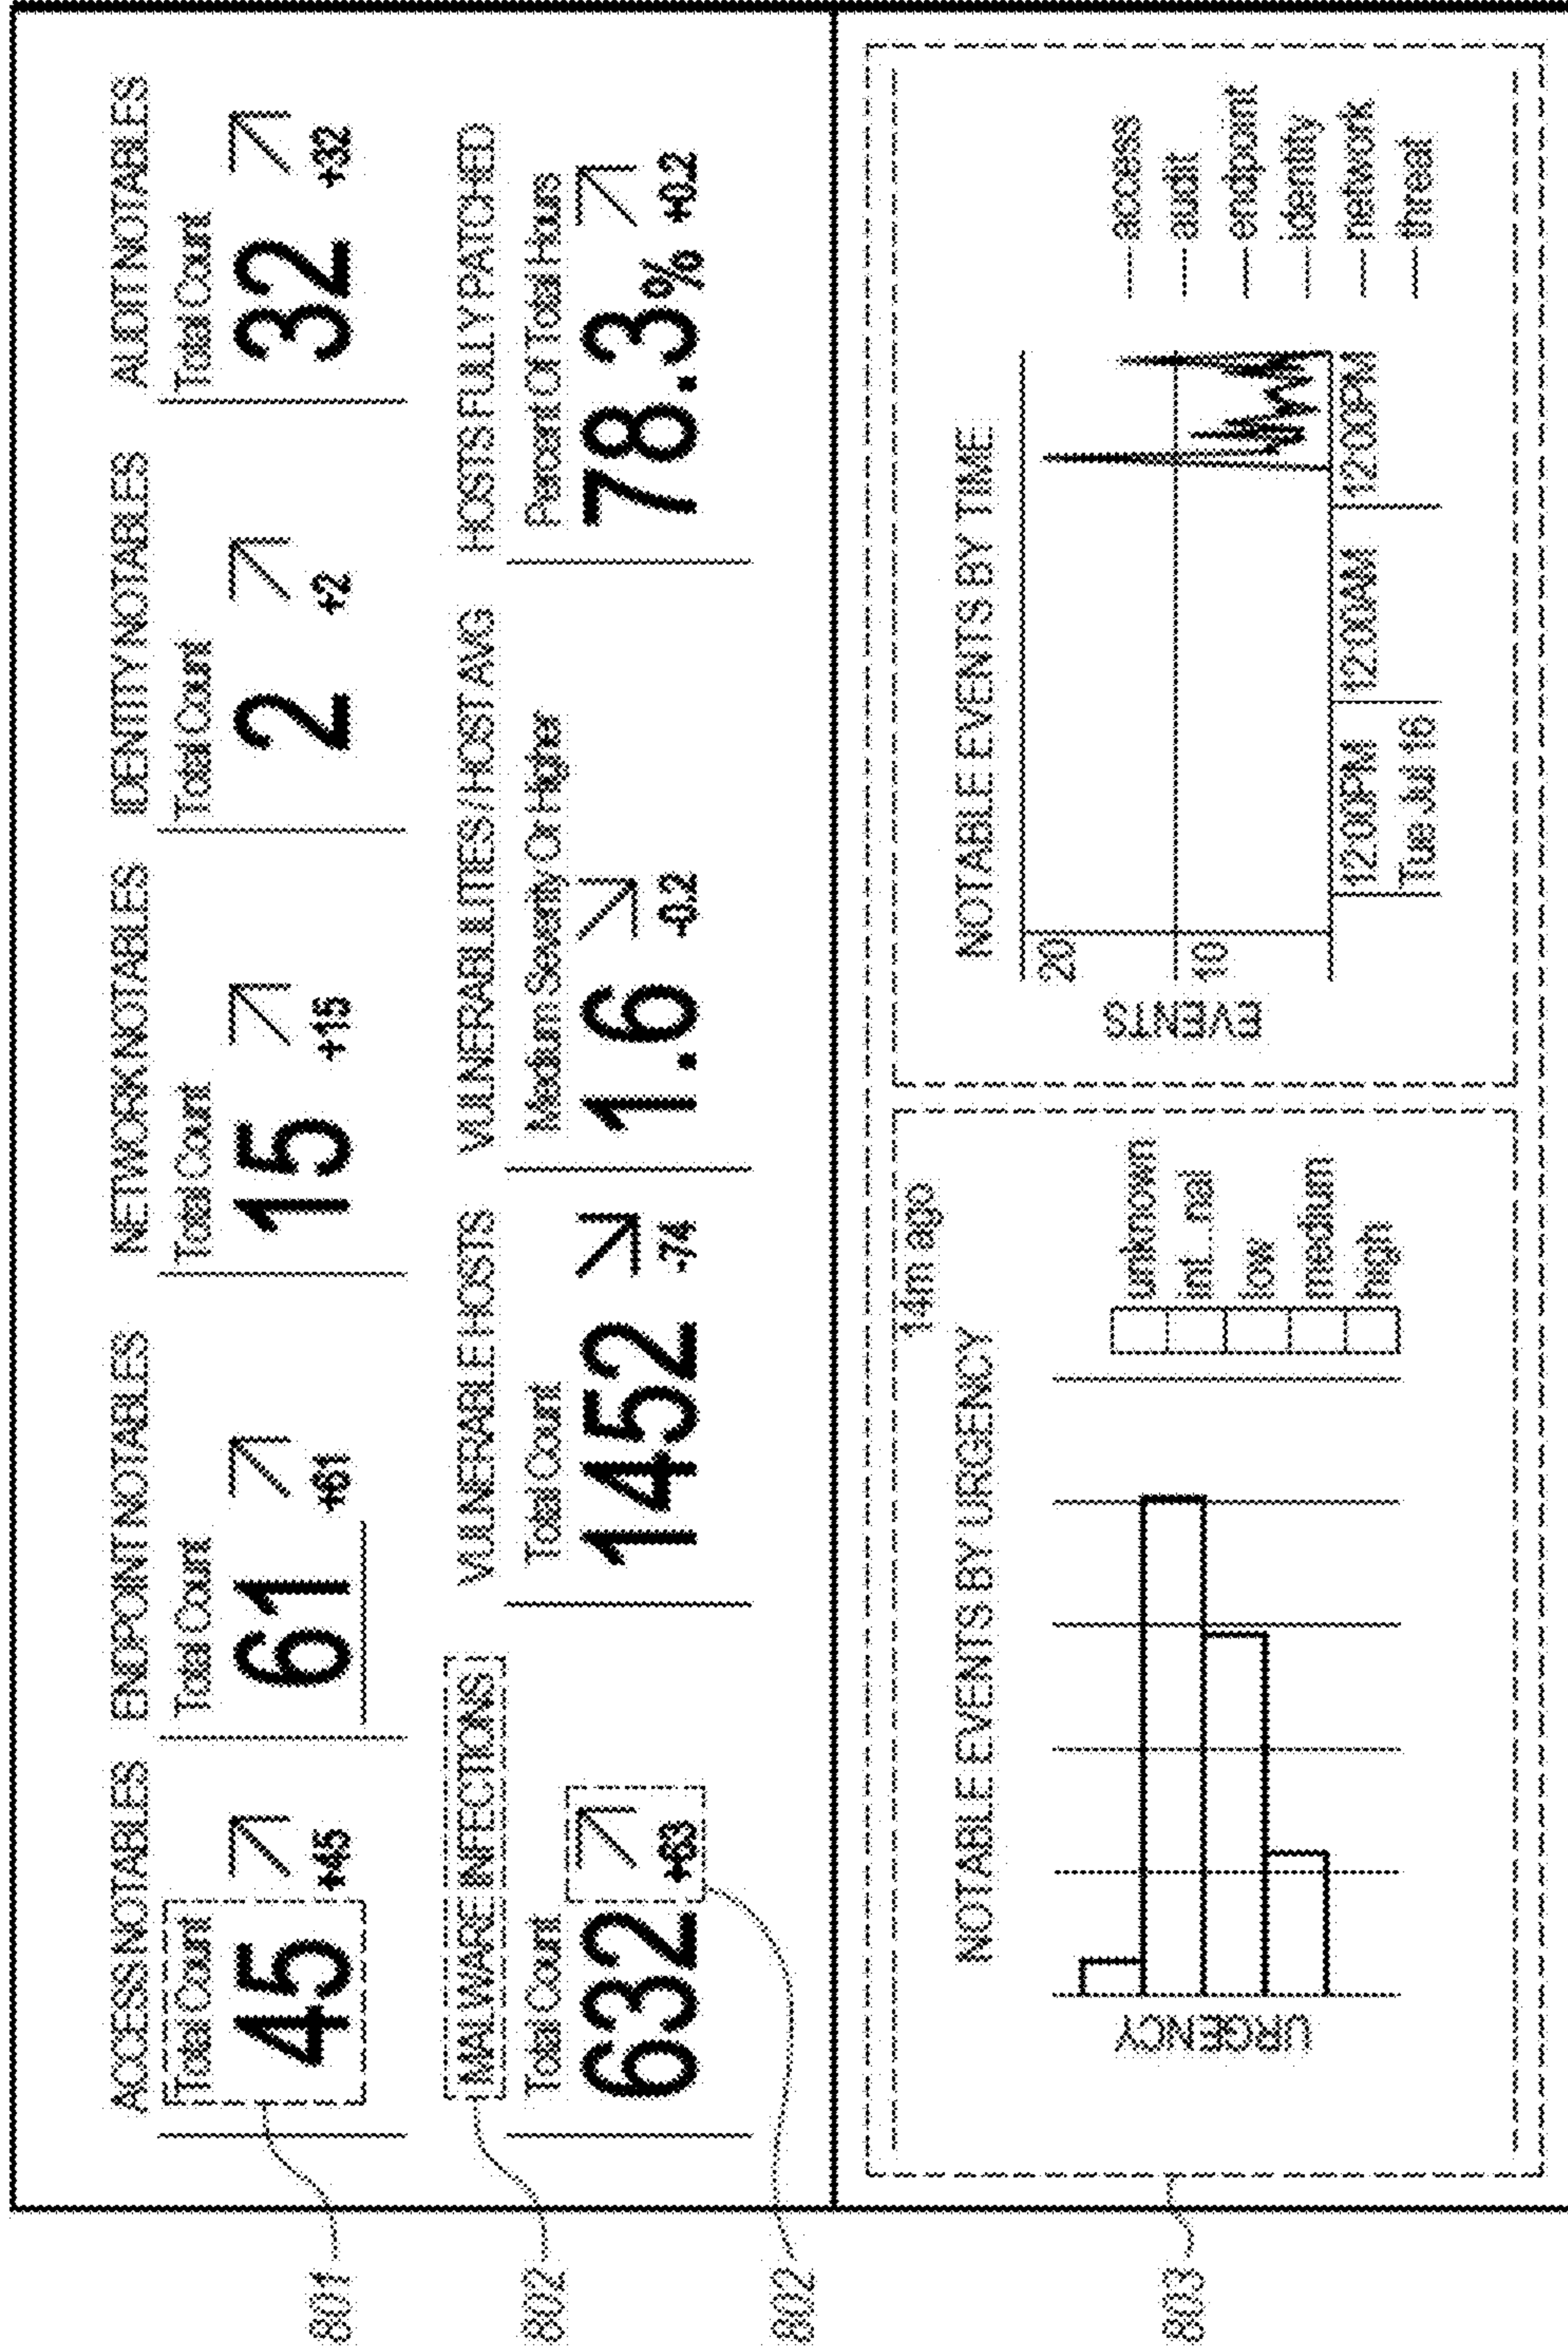 ACCESS NOTABLES
Total Count
45
+45
ENDPOINT NOTABLES
Total Count
61
+61
NETWORK NOTABLES
Total Count
15
+15
IDENTITY NOTABLES
Total Count
2
+2
AUDIT NOTABLES
Total Count
32
+32
MALWARE INFECTIONS
Total Count
632
+63
VULNERABLE HOSTS
Total Count
1452
-74
VULNERABILITIES/HOST AVG
Medium Severity Or Higher
1.6
-0.2
HOSTS FULLY PATCHED
Percent Of Total Hours
78.3%
+0.2
801
802
802
803
14m ago
NOTABLE EVENTS BY URGENCY
URGENCY
unknown
low
medium
high
NOTABLE EVENTS BY TIME
EVENTS
20
10
12:00PM
Tue Jul 16
12:00AM
12:00PM
access
audit
endpoint
identity
network
threat